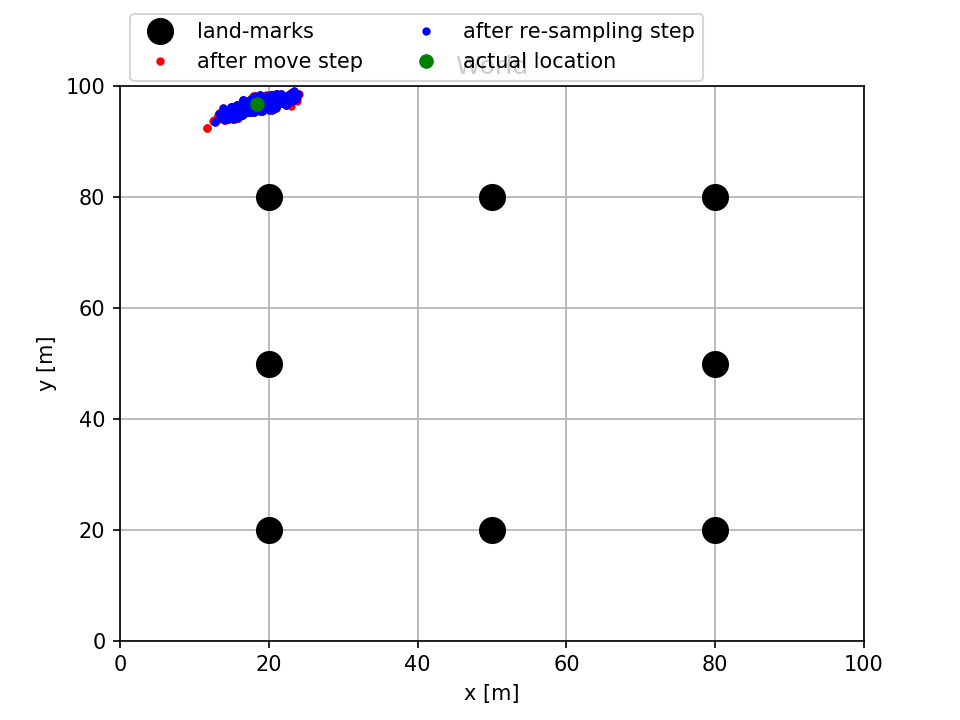 land-marks
after move step
after re-sampling step
actual location
World
100
80
60
40
20
0
y [m]
0 20 40 60 80 100
x [m]